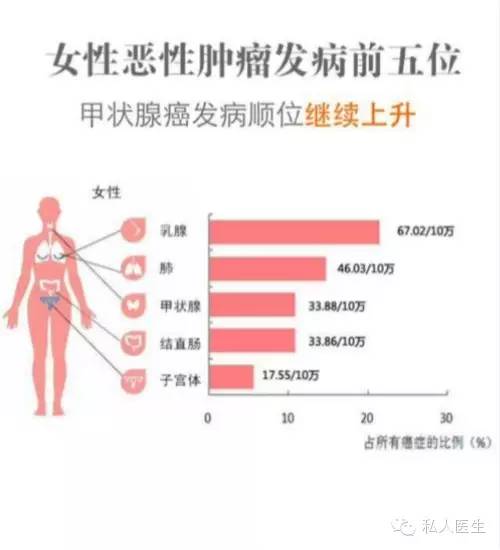 女性恶性肿瘤发病前五位
甲状腺癌发病顺位继续上升
女性
乳腺 67.02/10万
肺 46.03/10万
甲状腺 33.88/10万
结直肠 33.86/10万
子宫体 17.55/10万
0 10 20 30
占所有癌症的比例（%）
私人医生